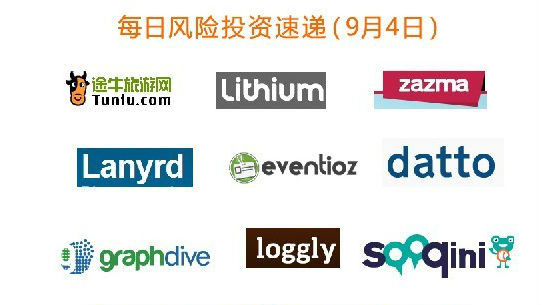 每日风险投资速递(9月4日)
途牛旅游网
Tuniu.com
Lithium
zazma
Lanyrd
eventioz
datto
graphdive
loggly
sooqini